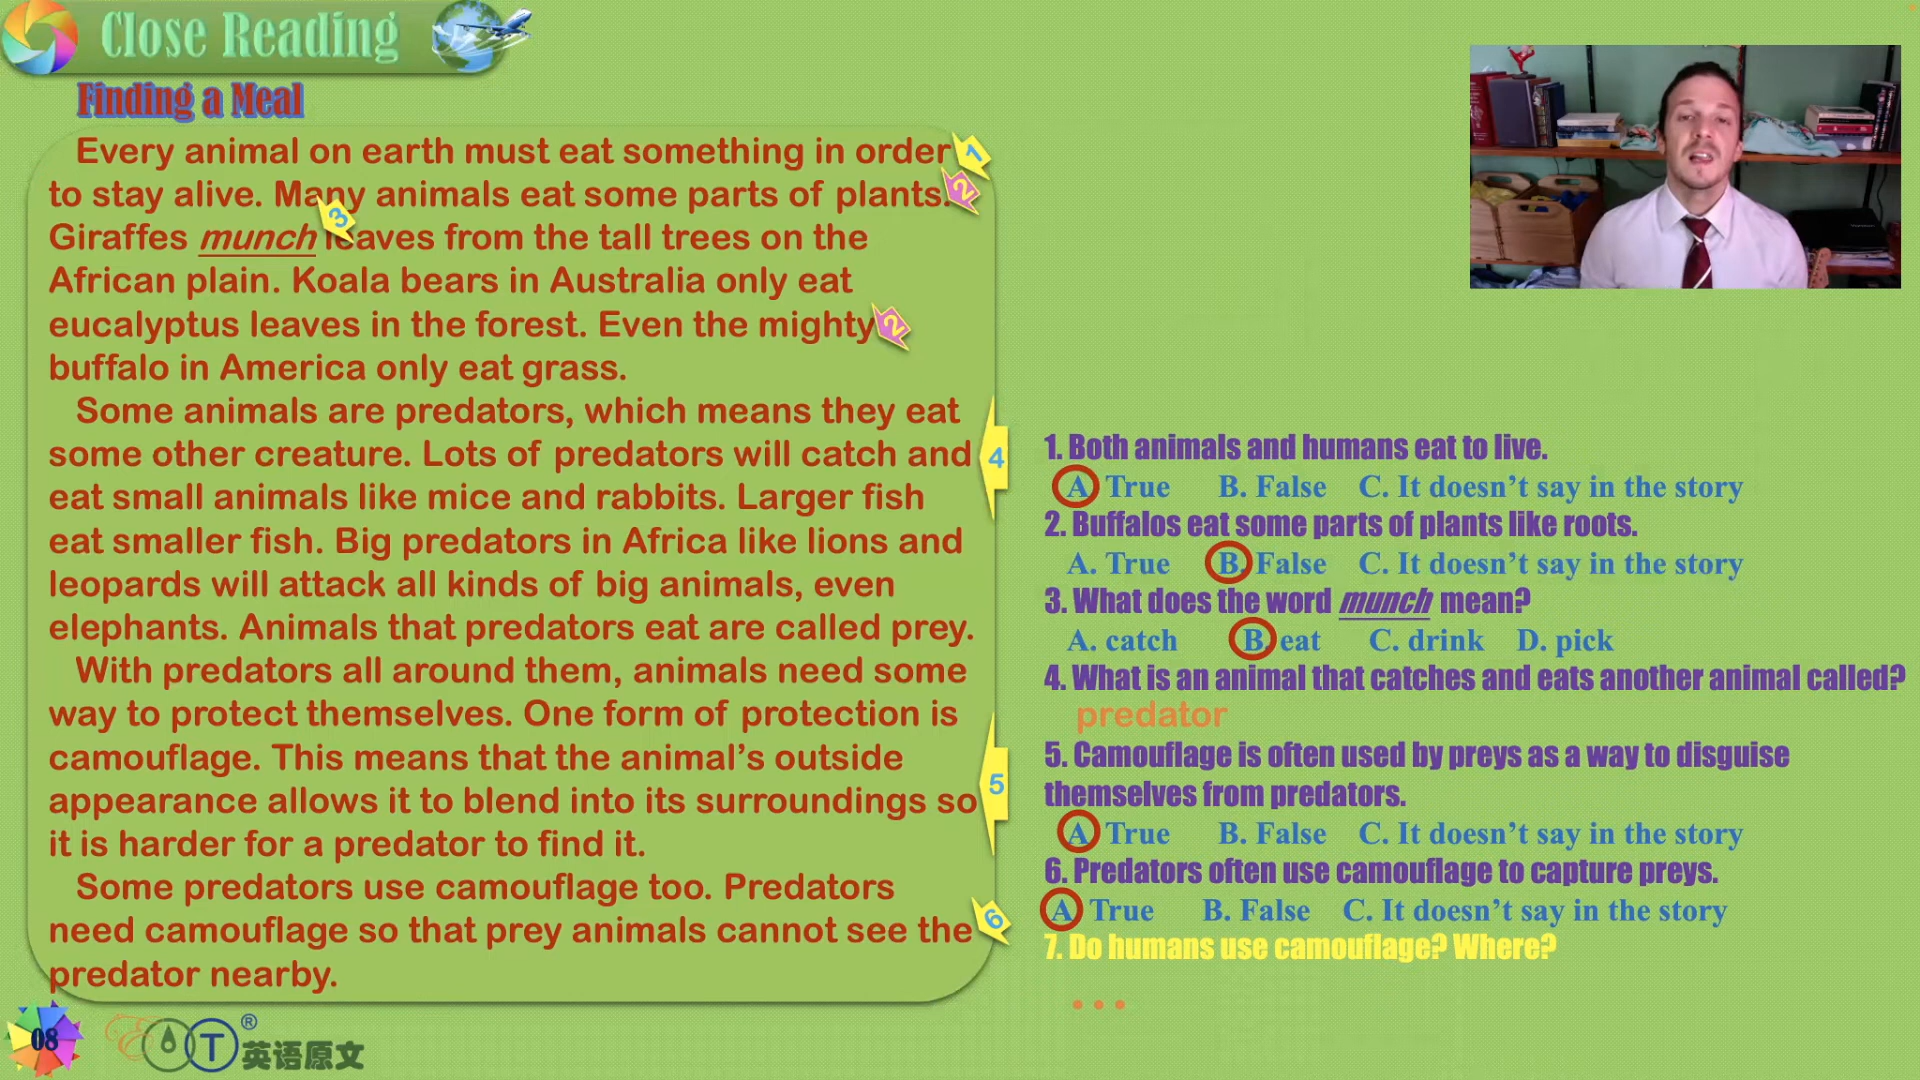 Close Reading
Finding a Meal
Every animal on earth must eat something in order 1
to stay alive. Many animals eat some parts of plants. 2
3
Giraffes munch leaves from the tall trees on the
African plain. Koala bears in Australia only eat
eucalyptus leaves in the forest. Even the mighty 2
buffalo in America only eat grass.
Some animals are predators, which means they eat
some other creature. Lots of predators will catch and 4
eat small animals like mice and rabbits. Larger fish
eat smaller fish. Big predators in Africa like lions and
leopards will attack all kinds of big animals, even
elephants. Animals that predators eat are called prey.
With predators all around them, animals need some
way to protect themselves. One form of protection is
camouflage. This means that the animal's outside 5
appearance allows it to blend into its surroundings so
it is harder for a predator to find it.
Some predators use camouflage too. Predators
need camouflage so that prey animals cannot see the 6
predator nearby.
1. Both animals and humans eat to live.
A. True B. False C. It doesn't say in the story
2. Buffalos eat some parts of plants like roots.
A. True B. False C. It doesn't say in the story
3. What does the word munch mean?
A. catch B. eat C. drink D. pick
4. What is an animal that catches and eats another animal called?
predator
5. Camouflage is often used by preys as a way to disguise
themselves from predators.
A. True B. False C. It doesn't say in the story
6. Predators often use camouflage to capture preys.
A. True B. False C. It doesn't say in the story
7. Do humans use camouflage? Where?
...
08
T ® 英语原文